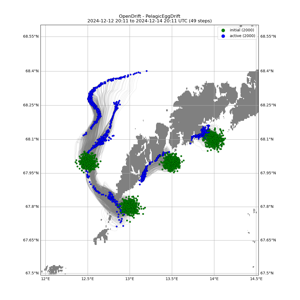 OpenDrift - PelagicEggDrift
2024-12-12 20:11 to 2024-12-14 20:11 UTC (49 steps)
initial (2000)
active (2000)
68.55°N 68.55°N
68.4°N 68.4°N
68.25°N 68.25°N
68.1°N 68.1°N
67.95°N 67.95°N
67.8°N 67.8°N
67.65°N 67.65°N
67.5°N 67.5°N
12°E 12.5°E 13°E 13.5°E 14°E 14.5°E